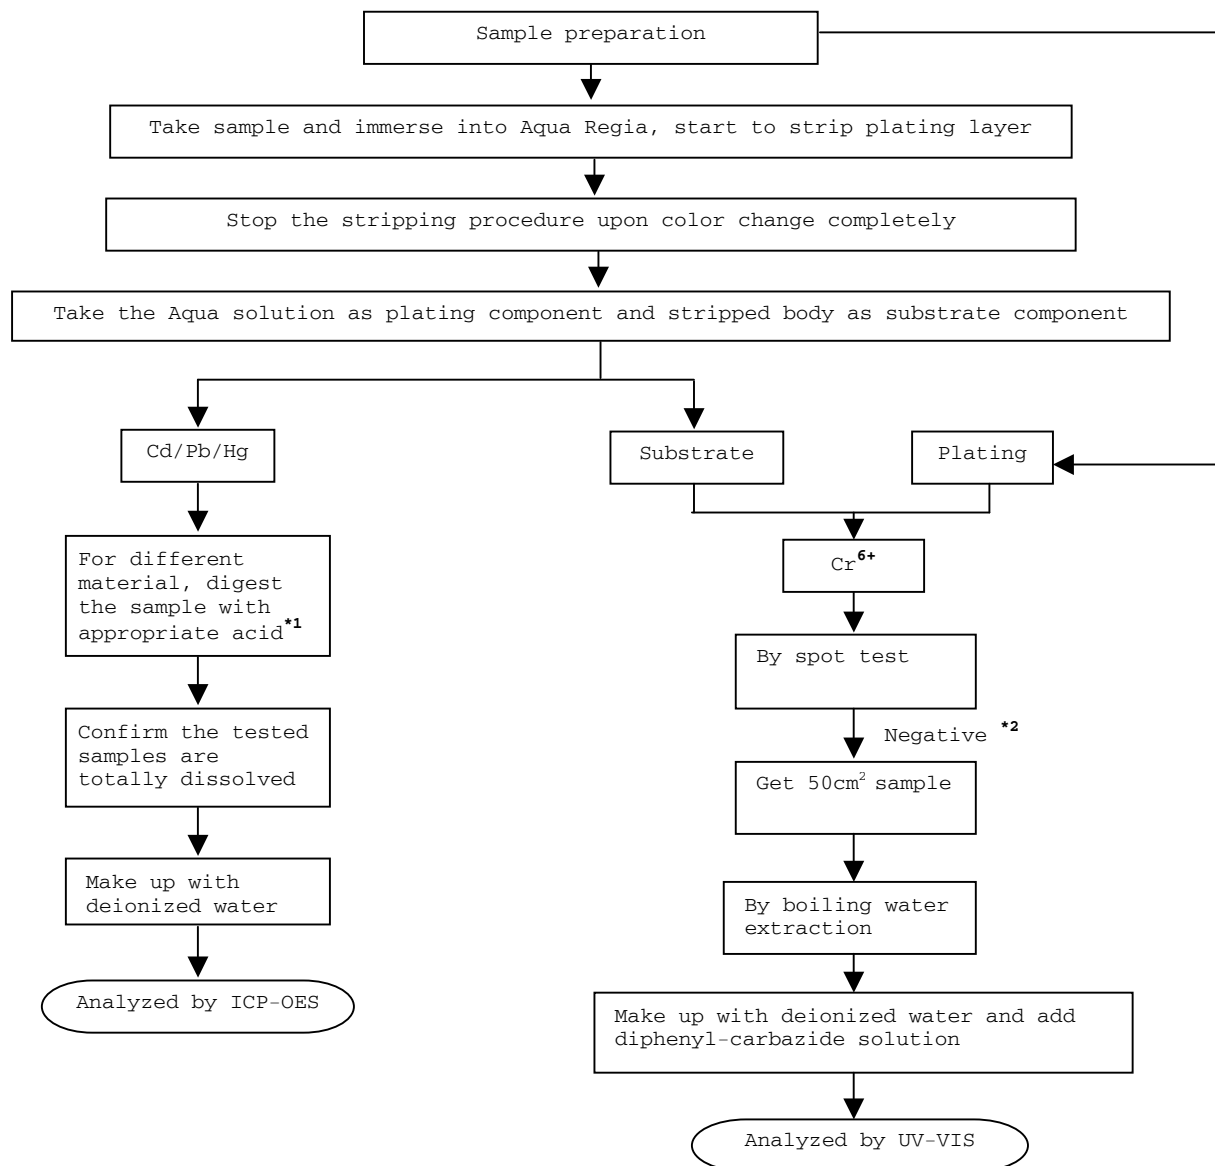 Sample preparation
Take sample and immerse into Aqua Regia, start to strip plating layer
Stop the stripping procedure upon color change completely
Take the Aqua solution as plating component and stripped body as substrate component
Cd/Pb/Hg
For different
material, digest
the sample with
appropriate acid*1
Confirm the tested
samples are
totally dissolved
Make up with
deionized water
Analyzed by ICP-OES
Substrate
Plating
Cr6+
By spot test
Negative *2
Get 50cm2 sample
By boiling water
extraction
Make up with deionized water and add
diphenyl-carbazide solution
Analyzed by UV-VIS